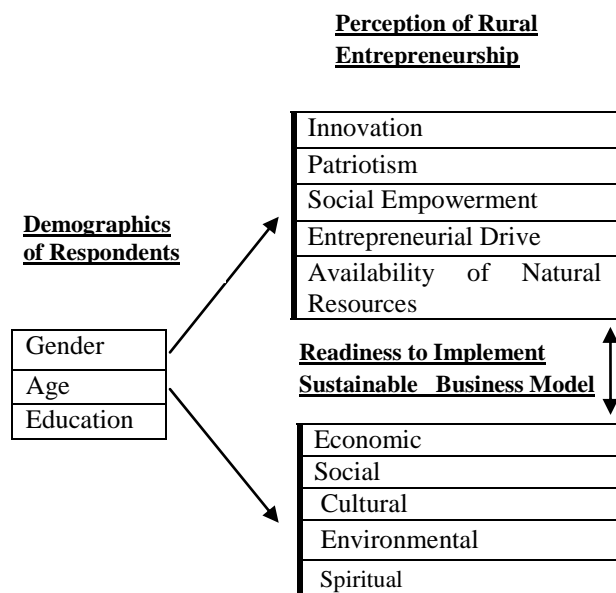 Perception of Rural
Entrepreneurship
Innovation
Patriotism
Social Empowerment
Entrepreneurial Drive
Availability of Natural
Resources
Demographics
of Respondents
Gender
Age
Education
Readiness to Implement
Sustainable Business Model
Economic
Social
Cultural
Environmental
Spiritual